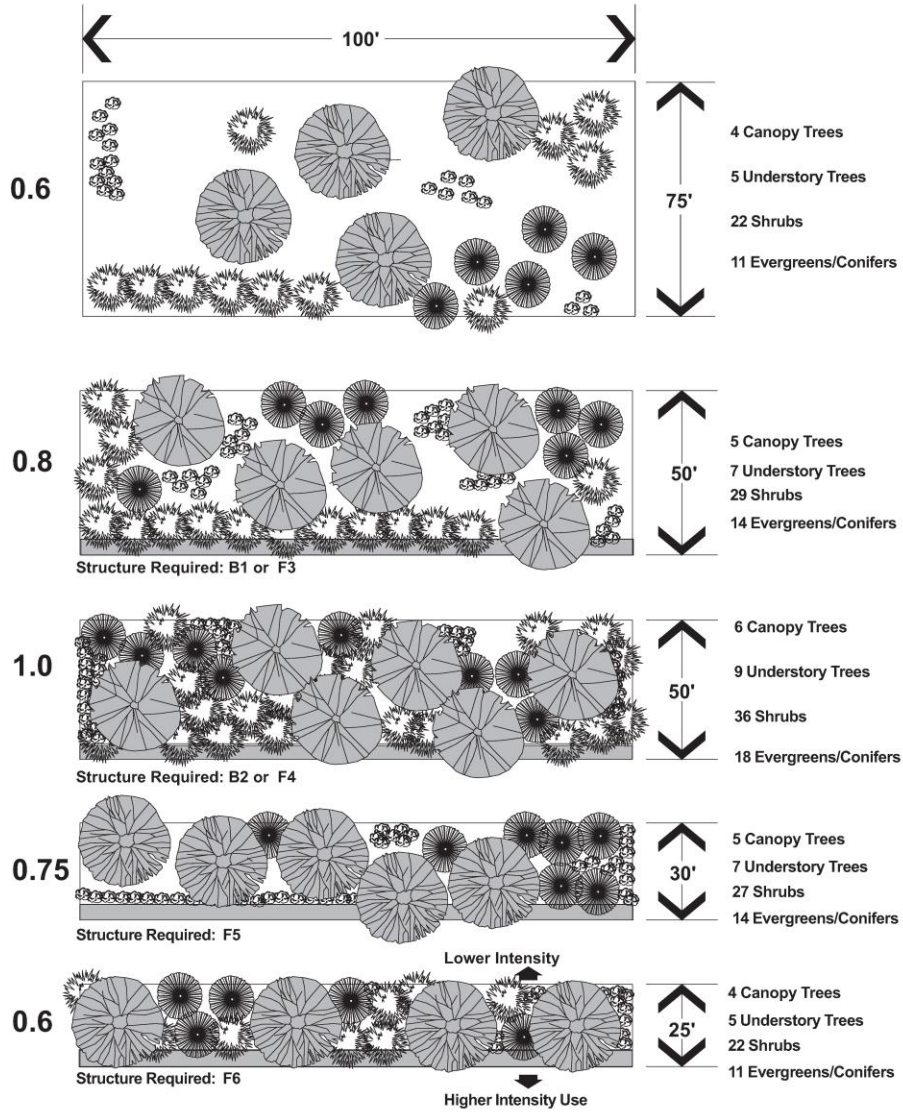 100'
0.6
75'
4 Canopy Trees
5 Understory Trees
22 Shrubs
11 Evergreens/Conifers
0.8
50'
5 Canopy Trees
7 Understory Trees
29 Shrubs
14 Evergreens/Conifers
Structure Required: B1 or F3
1.0
50'
6 Canopy Trees
9 Understory Trees
36 Shrubs
18 Evergreens/Conifers
Structure Required: B2 or F4
0.75
30'
5 Canopy Trees
7 Understory Trees
27 Shrubs
14 Evergreens/Conifers
Structure Required: F5
Lower Intensity
0.6
25'
4 Canopy Trees
5 Understory Trees
22 Shrubs
11 Evergreens/Conifers
Structure Required: F6
Higher Intensity Use